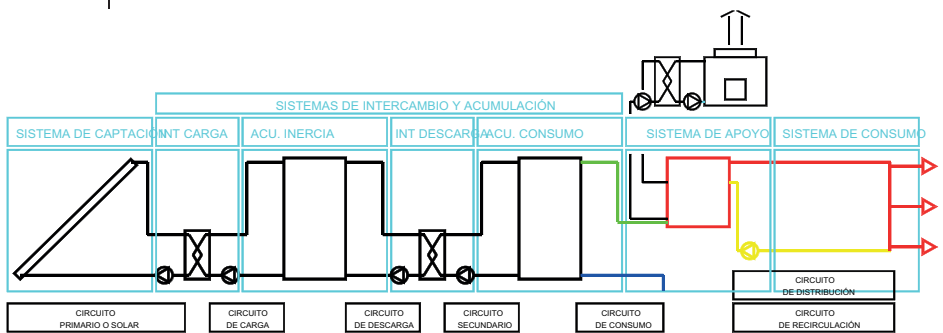 SISTEMAS DE INTERCAMBIO Y ACUMULACIÓN
SISTEMA DE CAPTACIÓN
INT CARGA
ACU. INERCIA
INT DESCARGA
ACU. CONSUMO
SISTEMA DE APOYO
SISTEMA DE CONSUMO
CIRCUITO
PRIMARIO O SOLAR
CIRCUITO
DE CARGA
CIRCUITO
DE DESCARGA
CIRCUITO
SECUNDARIO
CIRCUITO
DE CONSUMO
CIRCUITO
DE DISTRIBUCIÓN
CIRCUITO
DE RECIRULACIÓN